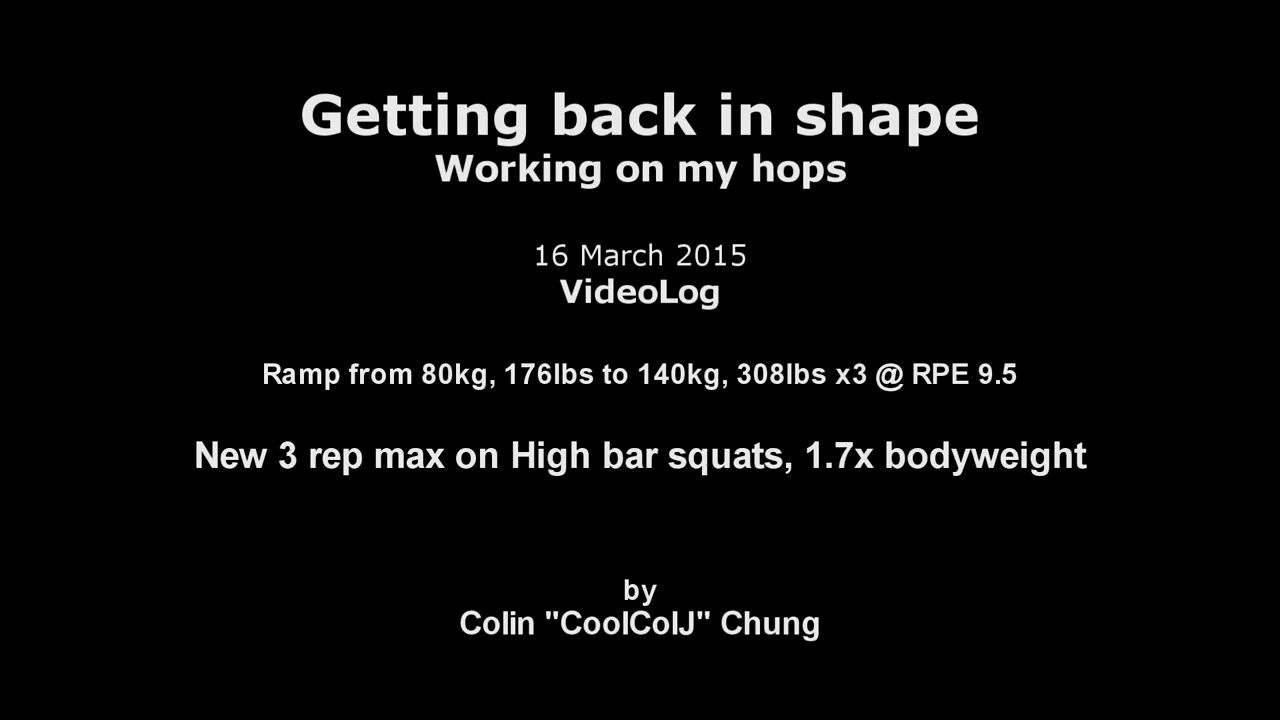 Getting back in shape
Working on my hops
16 March 2015
VideoLog
Ramp from 80kg, 176lbs to 140kg, 308lbs x3 @ RPE 9.5
New 3 rep max on High bar squats, 1.7x bodyweight
by
Colin "CoolColJ" Chung